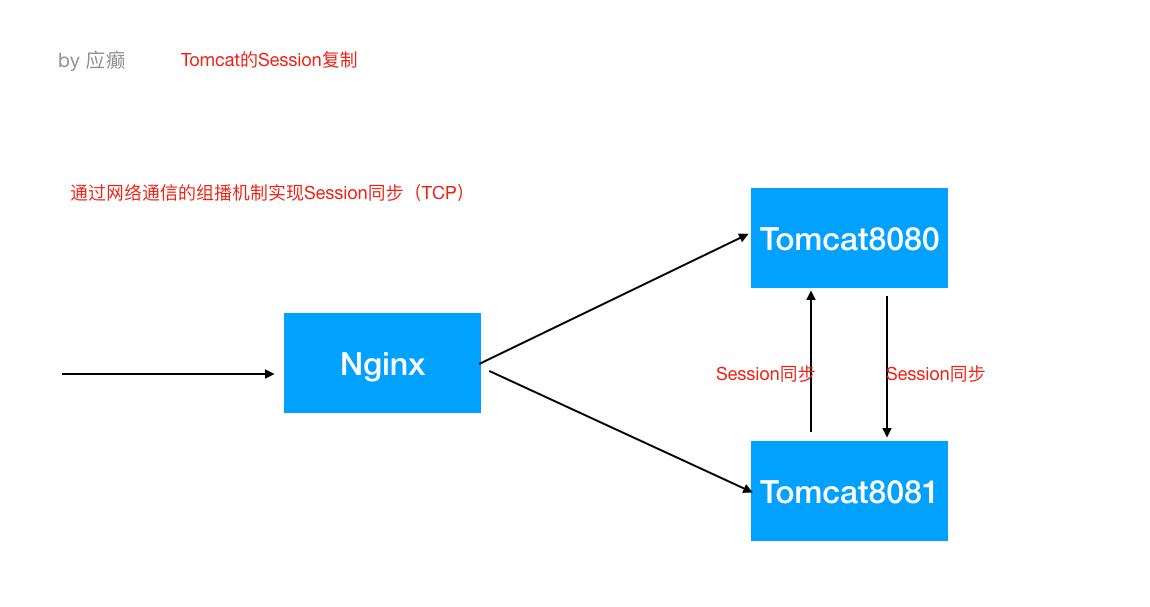 by 应癫 Tomcat的Session复制
通过网络通信的组播机制实现Session同步（TCP）
Tomcat8080
Nginx
Session同步 Session同步
Tomcat8081